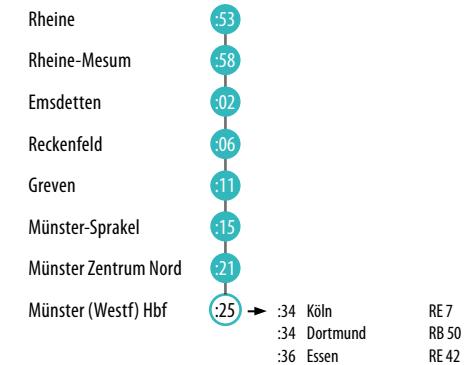 Rheine :53
Rheine-Mesum :58
Emsdetten :02
Reckenfeld :06
Greven :11
Münster-Sprakel :15
Münster Zentrum Nord :21
Münster (Westf) Hbf :25 → :34 Köln RE 7
:34 Dortmund RB 50
:36 Essen RE 42